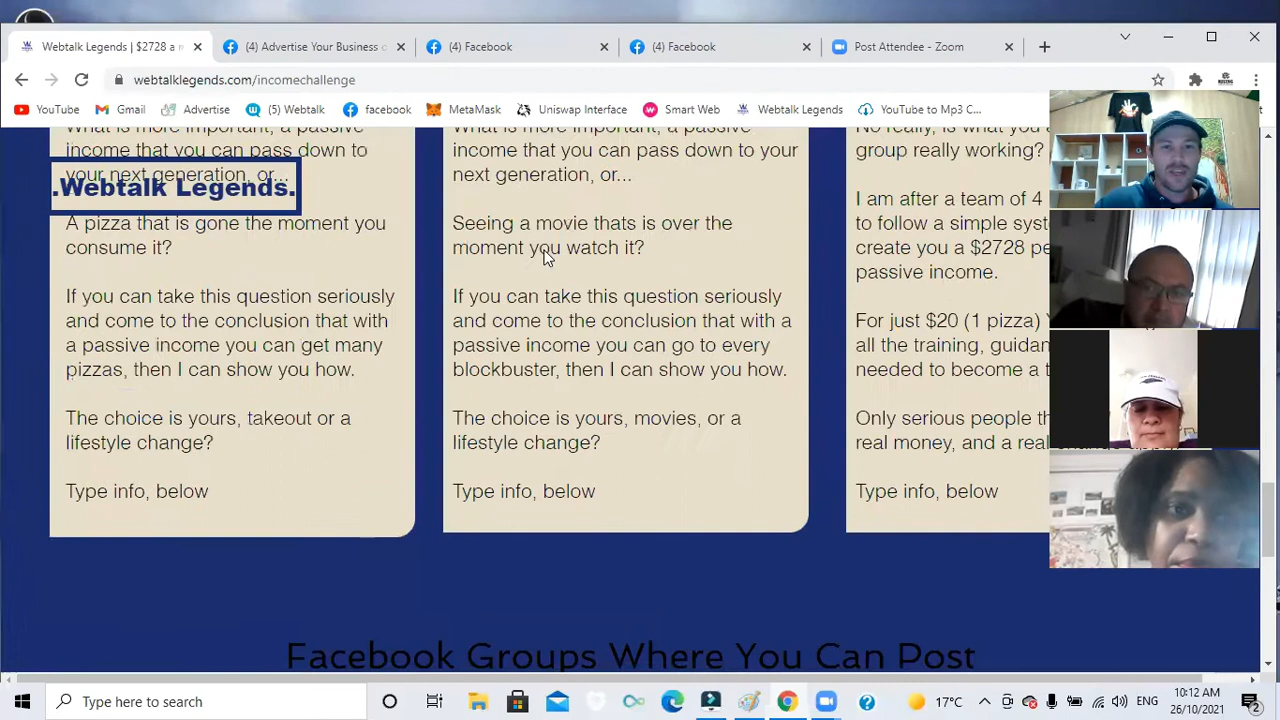 Webtalk Legends | $2728 a m
(4) Advertise Your Business o
(4) Facebook
(4) Facebook
Post Attendee - Zoom
webtalklegends.com/incomechallenge
YouTube
Gmail
Advertise
(5) Webtalk
facebook
MetaMask
Uniswap Interface
Smart Web
Webtalk Legends
YouTube to Mp3 C...
What is more important, a passive
income that you can pass down to
your next generation, or...
.Webtalk Legends.
A pizza that is gone the moment you
consume it?
If you can take this question seriously
and come to the conclusion that with
a passive income you can get many
pizzas, then I can show you how.
The choice is yours, takeout or a
lifestyle change?
Type info, below
What is more important, a passive
income that you can pass down to your
next generation, or...
Seeing a movie thats is over the
moment you watch it?
If you can take this question seriously
and come to the conclusion that with a
passive income you can go to every
blockbuster, then I can show you how.
The choice is yours, movies, or a
lifestyle change?
Type info, below
No really, is what you a
group really working?
I am after a team of 4
to follow a simple syst
create you a $2728 pe
passive income.
For just $20 (1 pizza)
all the training, guidan
needed to become a t
Only serious people th
real money, and a real
Type info, below
Facebook Groups Where You Can Post
Type here to search
17°C
ENG
10:12 AM
26/10/2021
2